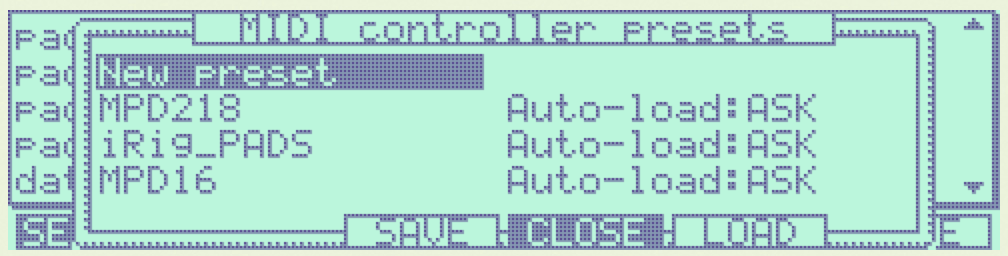 MIDI controller presets
New preset
MPD218 Auto-load:ASK
iRig_PADS Auto-load:ASK
MPD16 Auto-load:ASK
SAVE CLOSE LOAD